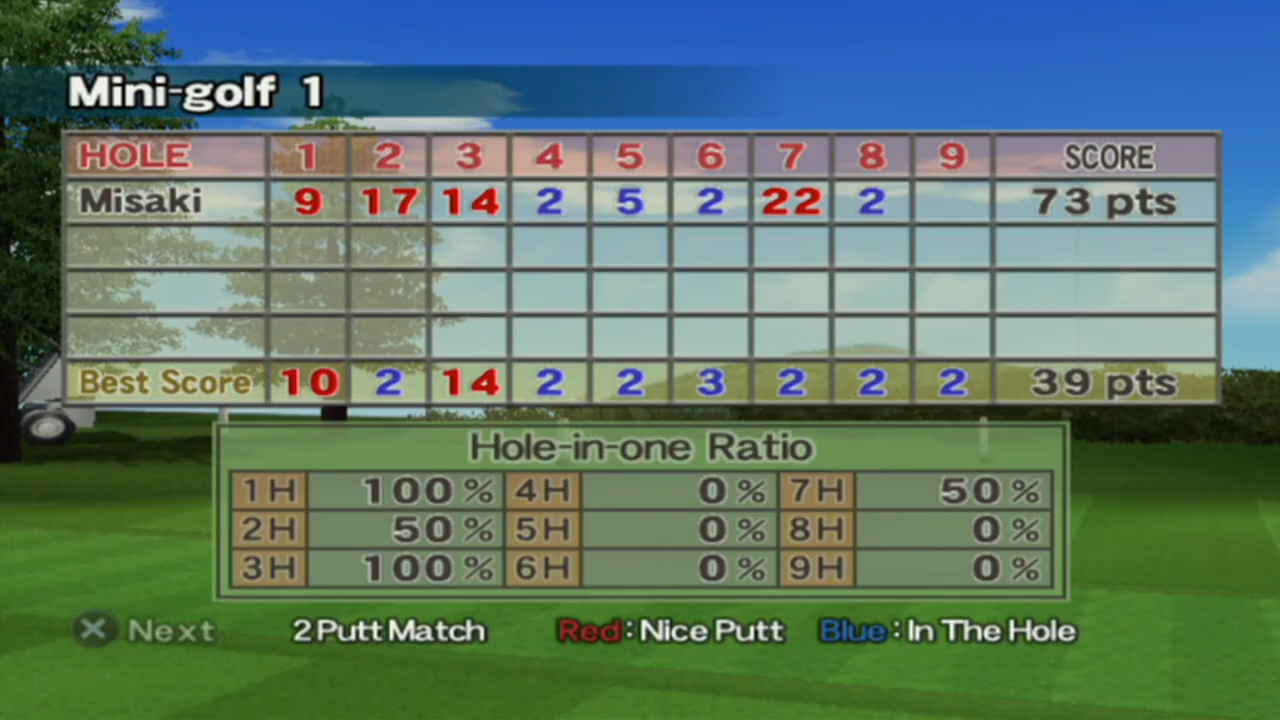 Mini-golf 1
HOLE 1 2 3 4 5 6 7 8 9 SCORE
Misaki 9 17 14 2 5 2 22 2 73 pts
Best Score 10 2 14 2 2 3 2 2 2 39 pts
Hole-in-one Ratio
1H 100% 4H 0% 7H 50%
2H 50% 5H 0% 8H 0%
3H 100% 6H 0% 9H 0%
Next 2 Putt Match Red:Nice Putt Blue:In The Hole